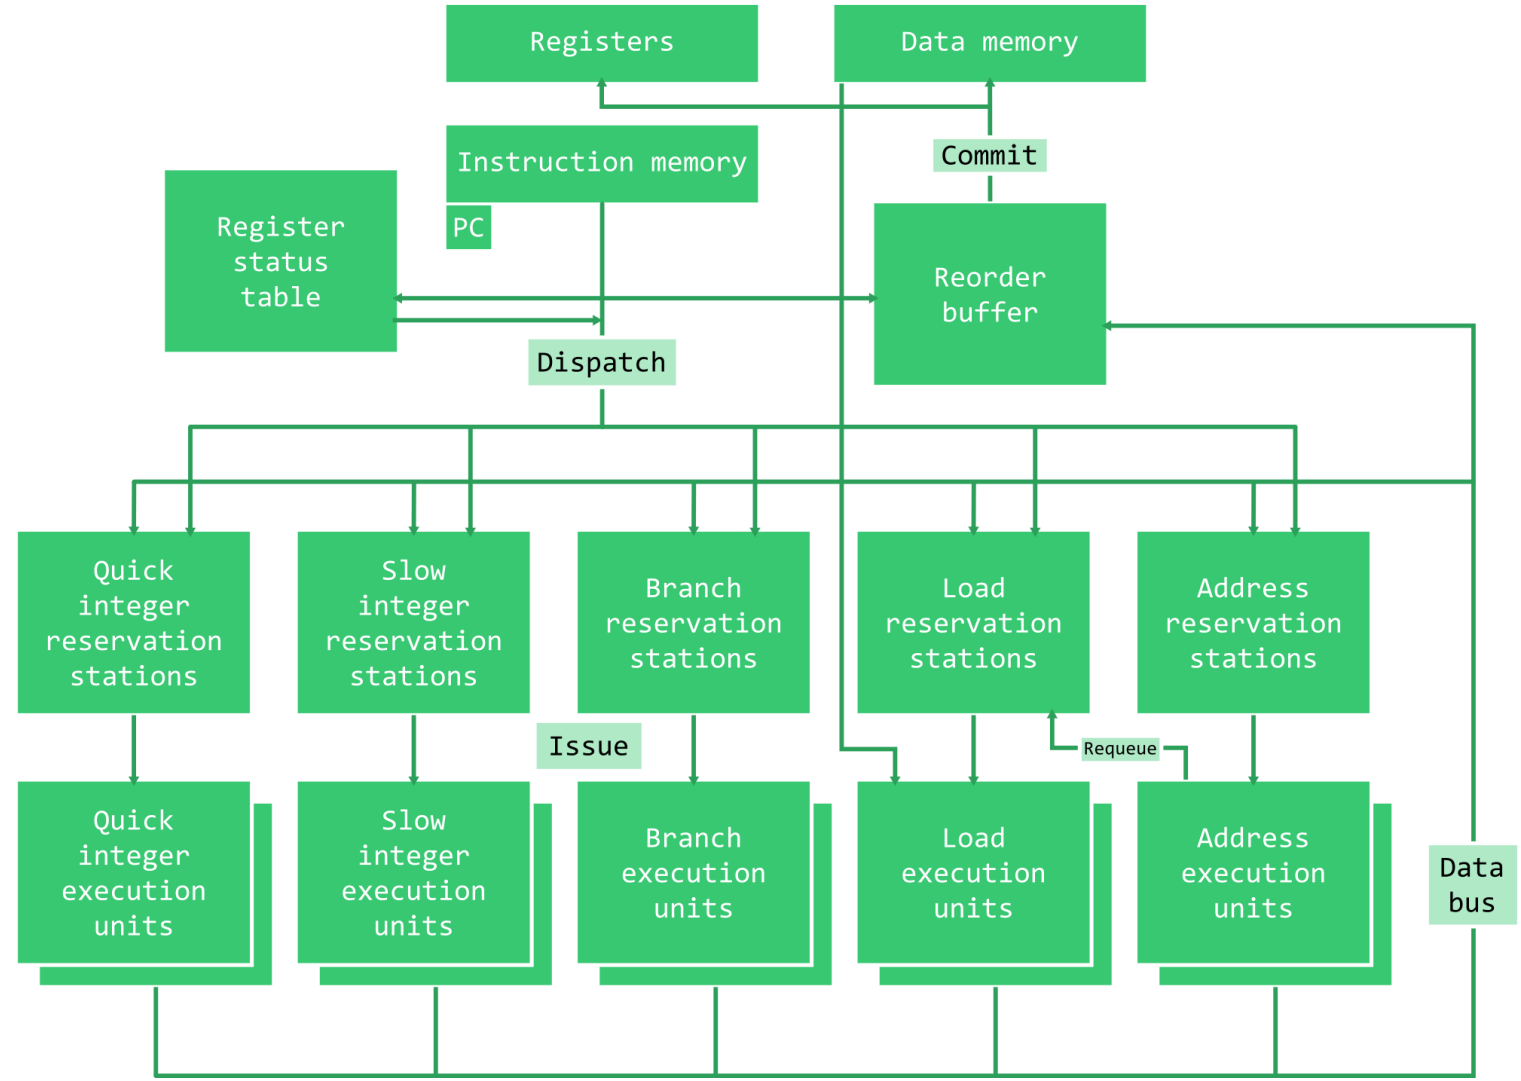 Registers
Data memory
Instruction memory
Commit
PC
Register
status
table
Reorder
buffer
Dispatch
Quick
integer
reservation
stations
Slow
integer
reservation
stations
Branch
reservation
stations
Load
reservation
stations
Address
reservation
stations
Issue
Requeue
Quick
integer
execution
units
Slow
integer
execution
units
Branch
execution
units
Load
execution
units
Address
execution
units
Data
bus